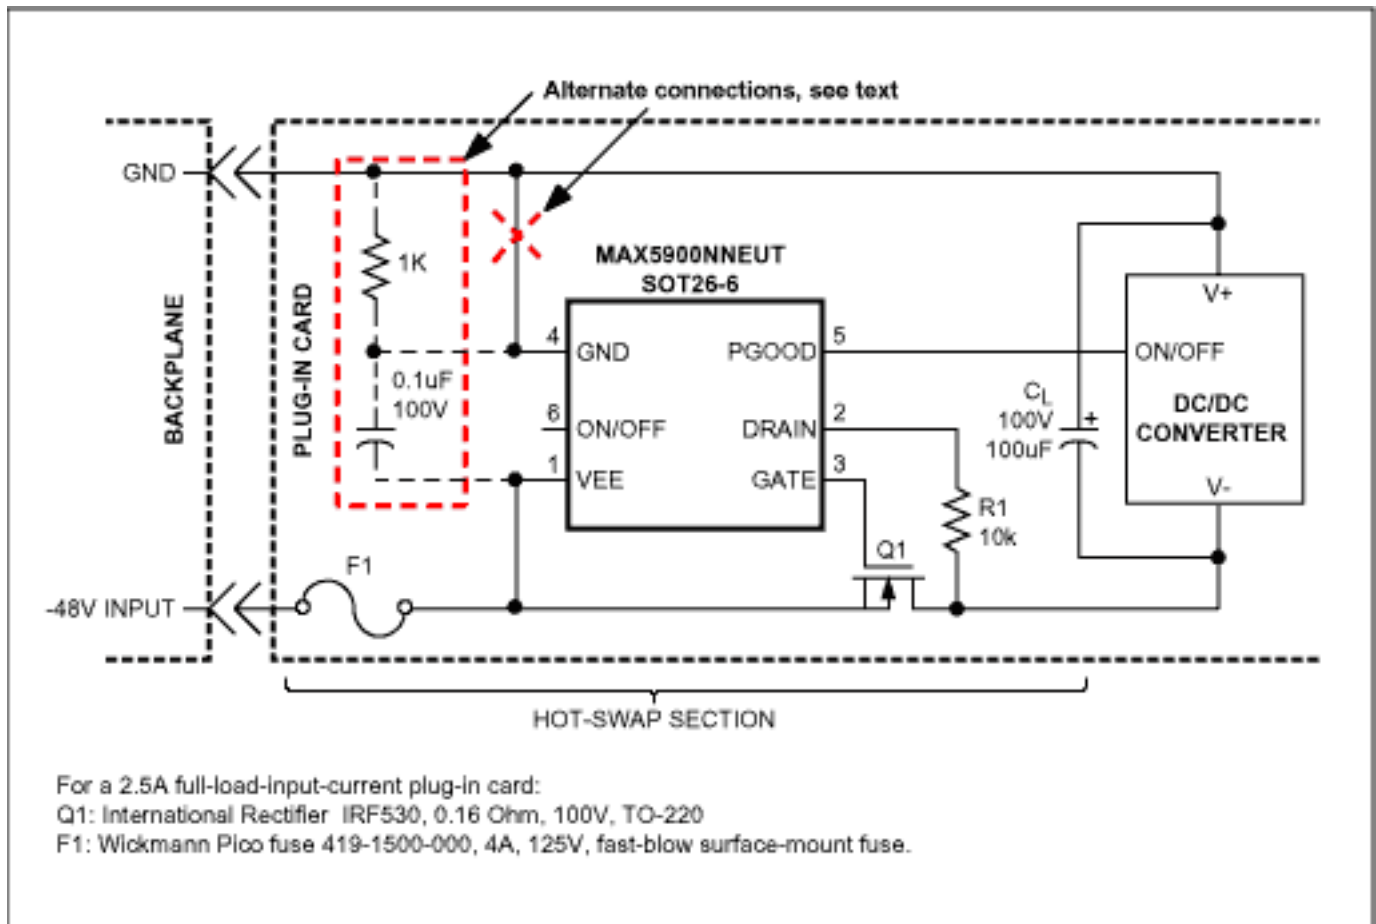 Alternate connections, see text
GND
BACKPLANE
PLUG-IN CARD
1K
0.1uF
100V
MAX5900NNEUT
SOT26-6
4
GND
6
ON/OFF
1
VEE
PGOOD
5
DRAIN
2
GATE
3
V+
ON/OFF
DC/DC
CONVERTER
V-
CL
100V
+
100uF
R1
10k
Q1
F1
-48V INPUT
HOT-SWAP SECTION
For a 2.5A full-load-input-current plug-in card:
Q1: International Rectifier IRF530, 0.16 Ohm, 100V, TO-220
F1: Wickmann Pico fuse 419-1500-000, 4A, 125V, fast-blow surface-mount fuse.